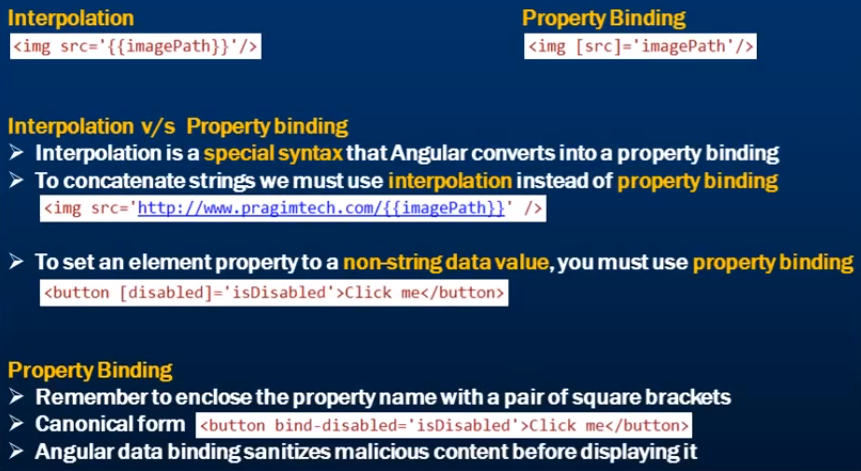 Interpolation
<img src='{{imagePath}}'/>
Property Binding
<img [src]='imagePath'/>
Interpolation v/s Property binding
➢ Interpolation is a special syntax that Angular converts into a property binding
➢ To concatenate strings we must use interpolation instead of property binding
<img src='http://www.pragimtech.com/{{imagePath}}' />
➢ To set an element property to a non-string data value, you must use property binding
<button [disabled]='isDisabled'>Click me</button>
Property Binding
➢ Remember to enclose the property name with a pair of square brackets
➢ Canonical form <button bind-disabled='isDisabled'>Click me</button>
➢ Angular data binding sanitizes malicious content before displaying it